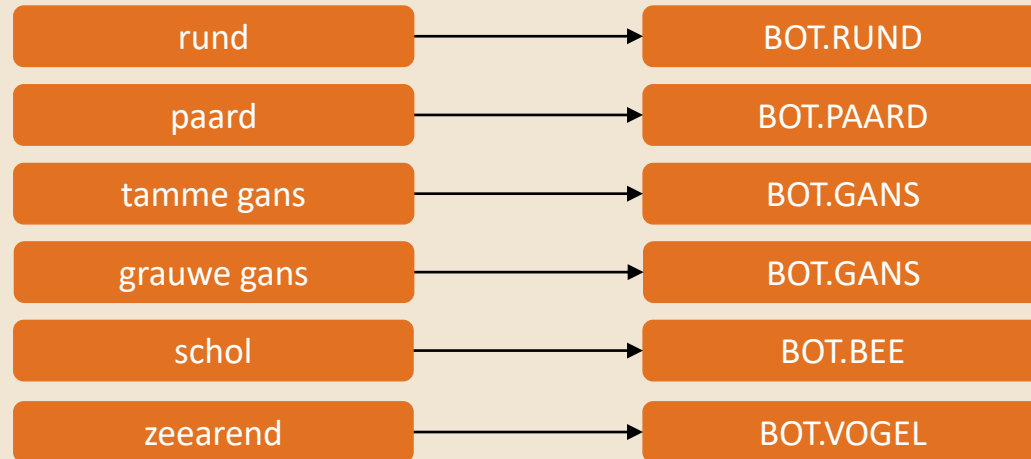 rund BOT.RUND
paard BOT.PAARD
tamme gans BOT.GANS
grauwe gans BOT.GANS
schol BOT.BEE
zeearend BOT.VOGEL